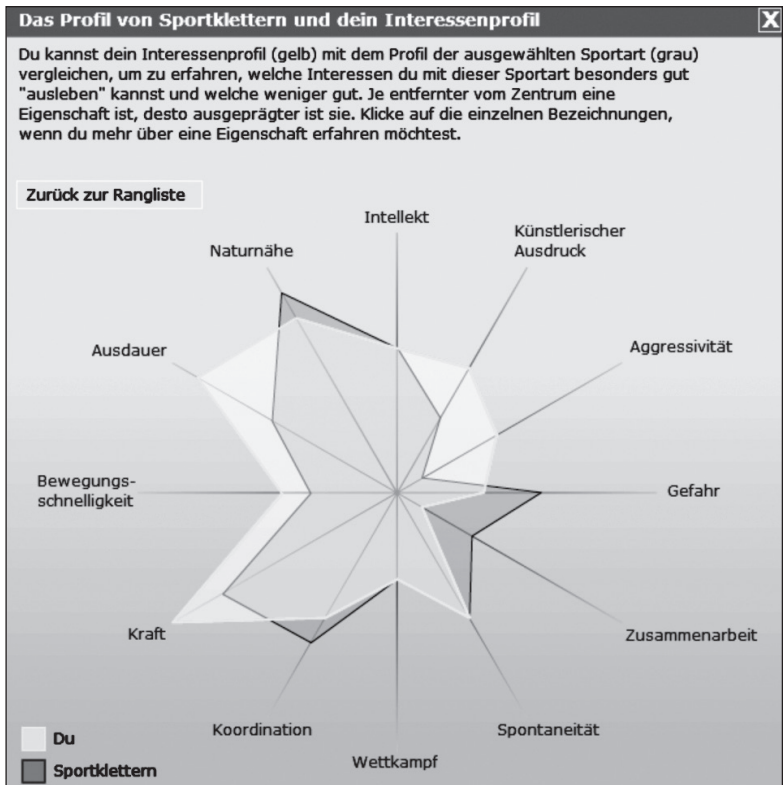 Das Profil von Sportklettern und dein Interessenprofil
X
Du kannst dein Interessenprofil (gelb) mit dem Profil der ausgewählten Sportart (grau)
vergleichen, um zu erfahren, welche Interessen du mit dieser Sportart besonders gut
"ausleben" kannst und welche weniger gut. Je entfernter vom Zentrum eine
Eigenschaft ist, desto ausgeprägter ist sie. Klicke auf die einzelnen Bezeichnungen,
wenn du mehr über eine Eigenschaft erfahren möchtest.
Zurück zur Rangliste
Intellekt
Künstlerischer
Ausdruck
Naturnähe
Aggressivität
Ausdauer
Bewegungs-
schnelligkeit
Gefahr
Kraft
Zusammenarbeit
Koordination
Spontaneität
Wettkampf
Du
Sportklettern